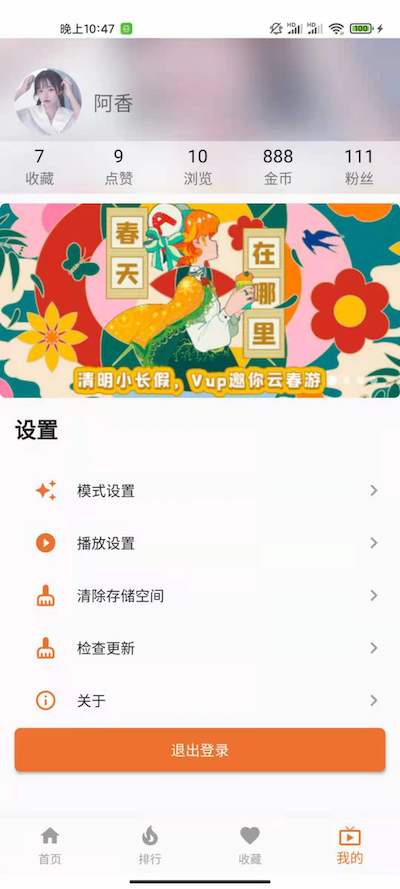 晚上10:47
HD HD 100
阿香
7 9 10 888 111
收藏 点赞 浏览 金币 粉丝
春天
在哪里
清明小长假，Vup邀你云春游
设置
模式设置
播放设置
清除存储空间
检查更新
关于
退出登录
首页 排行 收藏 我的